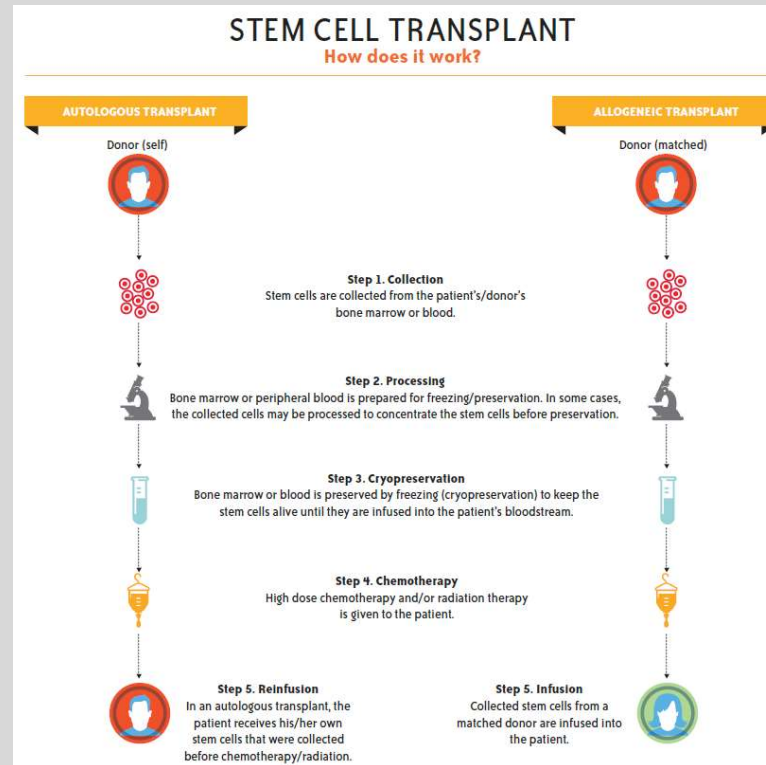 STEM CELL TRANSPLANT
How does it work?
AUTOLOGOUS TRANSPLANT
ALLOGENEIC TRANSPLANT
Donor (self)
Donor (matched)
Step 1. Collection
Stem cells are collected from the patient's/donor's
bone marrow or blood.
Step 2. Processing
Bone marrow or peripheral blood is prepared for freezing/preservation. In some cases,
the collected cells may be processed to concentrate the stem cells before preservation.
Step 3. Cryopreservation
Bone marrow or blood is preserved by freezing (cryopreservation) to keep the
stem cells alive until they are infused into the patient's bloodstream.
Step 4. Chemotherapy
High dose chemotherapy and/or radiation therapy
is given to the patient.
Step 5. Reinfusion
In an autologous transplant, the
patient receives his/her own
stem cells that were collected
before chemotherapy/radiation.
Step 5. Infusion
Collected stem cells from a
matched donor are infused into
the patient.